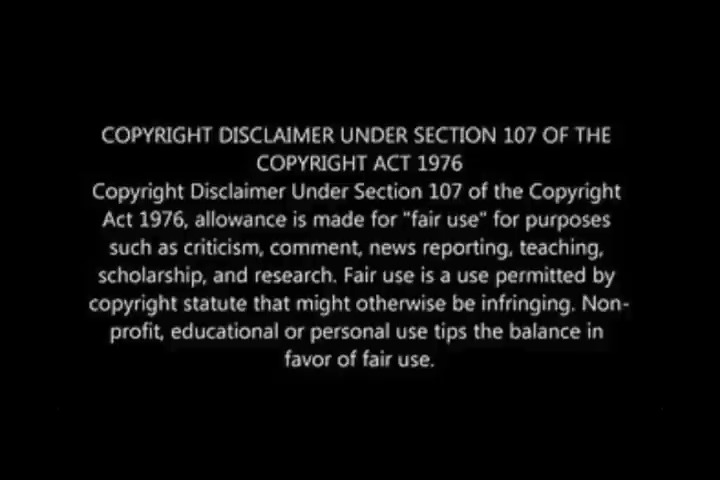 COPYRIGHT DISCLAIMER UNDER SECTION 107 OF THE
COPYRIGHT ACT 1976
Copyright Disclaimer Under Section 107 of the Copyright
Act 1976, allowance is made for "fair use" for purposes
such as criticism, comment, news reporting, teaching,
scholarship, and research. Fair use is a use permitted by
copyright statute that might otherwise be infringing. Non-
profit, educational or personal use tips the balance in
favor of fair use.